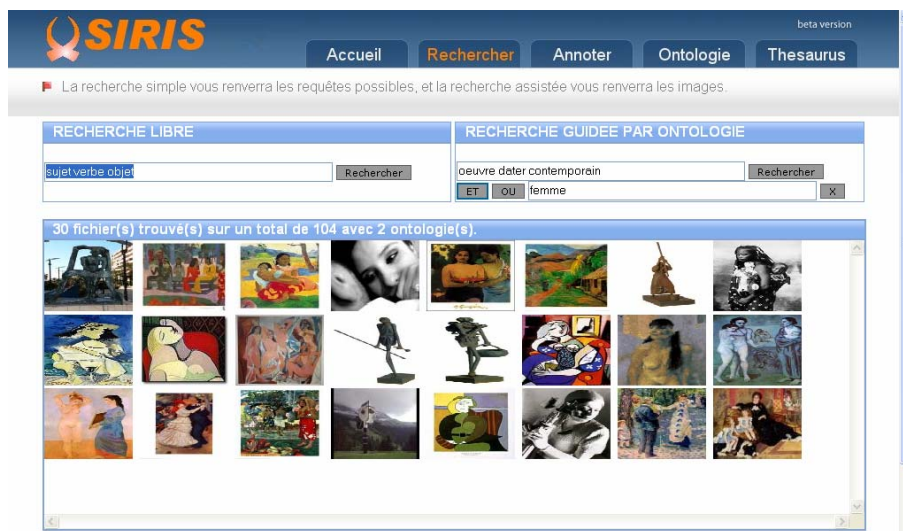 OSIRIS
beta version
Accueil Rechercher Annoter Ontologie Thesaurus
La recherche simple vous renverra les requêtes possibles, et la recherche assistée vous renverra les images.
RECHERCHE LIBRE
sujet verbe objet Rechercher
RECHERCHE GUIDEE PAR ONTOLOGIE
oeuvre dater contemporain Rechercher
ET OU femme X
30 fichier(s) trouvé(s) sur un total de 104 avec 2 ontologie(s).